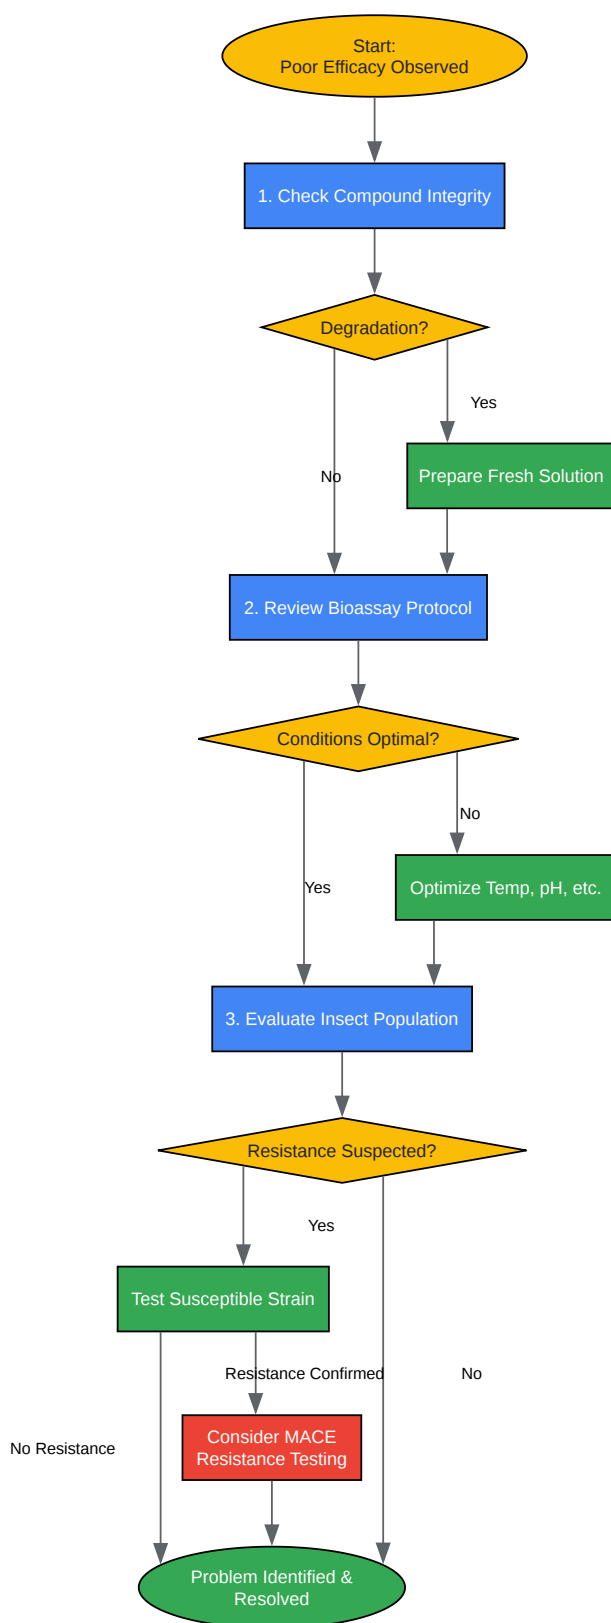 Start:
Poor Efficacy Observed
1. Check Compound Integrity
Degradation?
Yes
No
Prepare Fresh Solution
2. Review Bioassay Protocol
Conditions Optimal?
No
Yes
Optimize Temp, pH, etc.
3. Evaluate Insect Population
Resistance Suspected?
Yes
Test Susceptible Strain
Resistance Confirmed
No
No Resistance
Consider MACE
Resistance Testing
Problem Identified &
Resolved